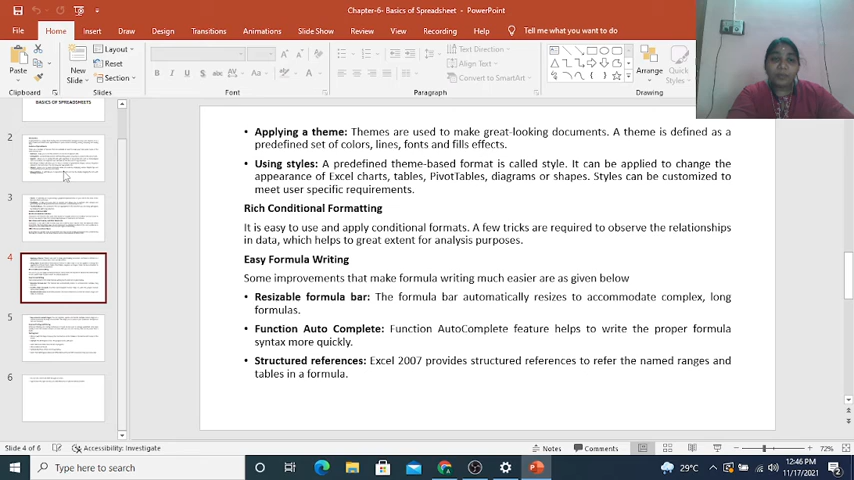 Chapter-6- Basics of Spreadsheet - PowerPoint
File Home Insert Draw Design Transitions Animations Slide Show Review View Recording Help Tell me what you want to do
Paste
New Slide
Layout
Reset
Section
B I U S ab AV Aa A
Text Direction
Align Text
Convert to SmartArt
Arrange
Quick Styles
Clipboard Slides Font Paragraph Drawing
BASICS OF SPREADSHEETS
2
3
4
5
6
• Applying a theme: Themes are used to make great-looking documents. A theme is defined as a
predefined set of colors, lines, fonts and fills effects.
• Using styles: A predefined theme-based format is called style. It can be applied to change the
appearance of Excel charts, tables, PivotTables, diagrams or shapes. Styles can be customized to
meet user specific requirements.
Rich Conditional Formatting
It is easy to use and apply conditional formats. A few tricks are required to observe the relationships
in data, which helps to great extent for analysis purposes.
Easy Formula Writing
Some improvements that make formula writing much easier are as given below
• Resizable formula bar: The formula bar automatically resizes to accommodate complex, long
formulas.
• Function Auto Complete: Function AutoComplete feature helps to write the proper formula
syntax more quickly.
• Structured references: Excel 2007 provides structured references to refer the named ranges and
tables in a formula.
Slide 4 of 6 Accessibility: Investigate Notes Comments 72%
Type here to search 29°C 12:46 PM
11/17/2021